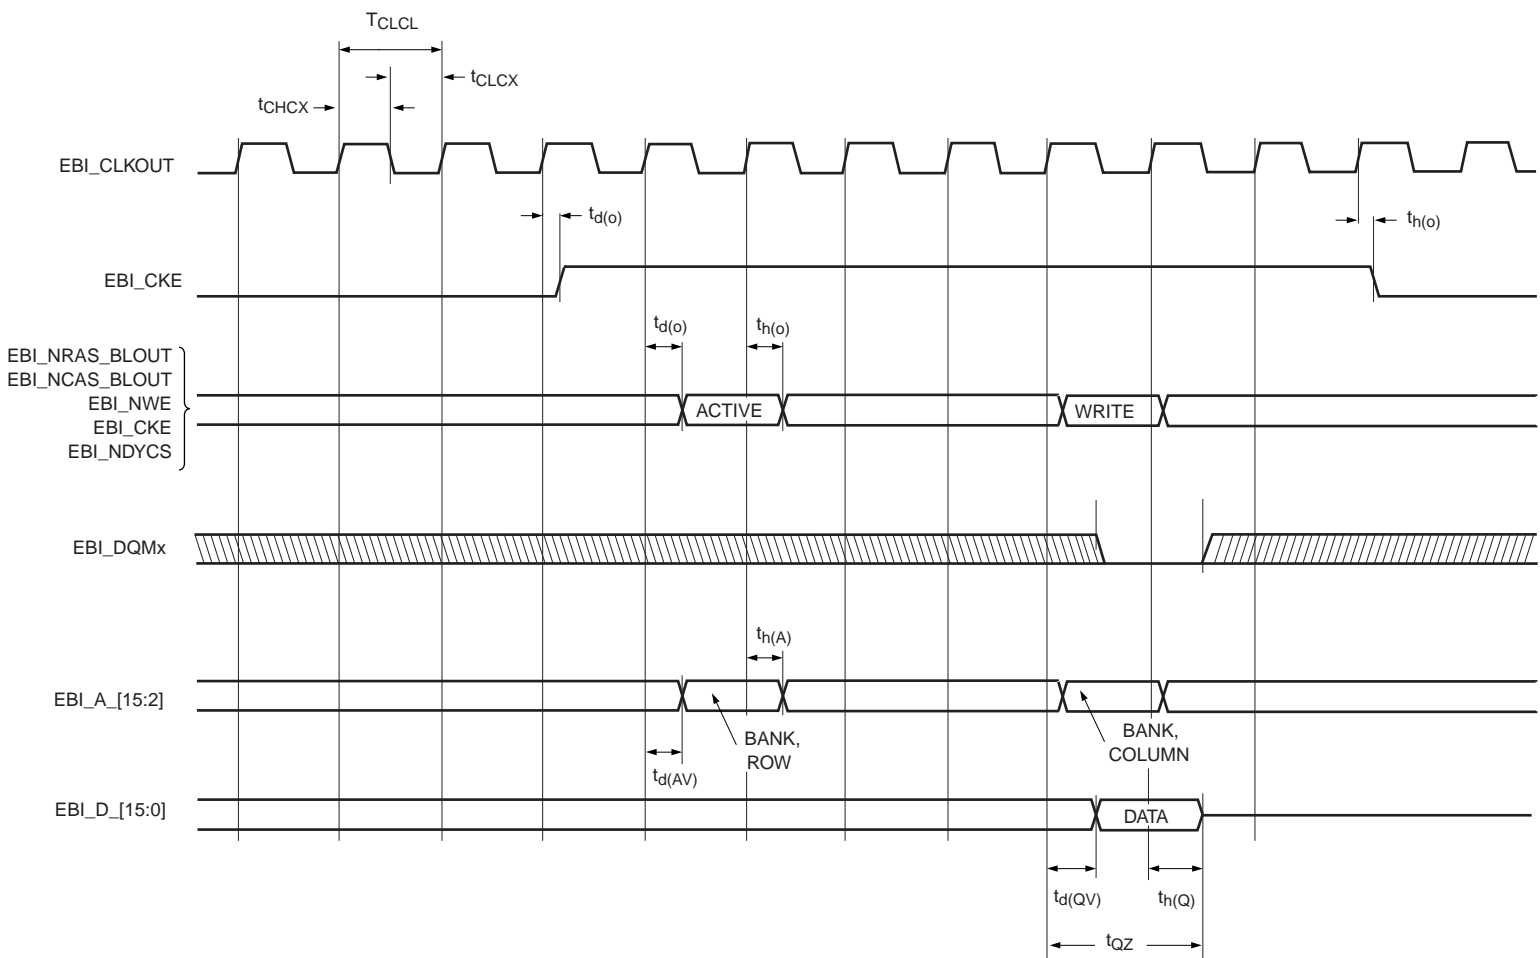 TCLCL
tCLCX
tCHCX
EBI_CLKOUT
td(o)
th(o)
EBI_CKE
td(o)
th(o)
EBI_NRAS_BLOUT
EBI_NCAS_BLOUT
EBI_NWE
EBI_CKE
EBI_NDYCS
ACTIVE
WRITE
EBI_DQMx
th(A)
EBI_A_[15:2]
BANK,
ROW
BANK,
COLUMN
td(AV)
EBI_D_[15:0]
DATA
td(QV)
th(Q)
tQZ